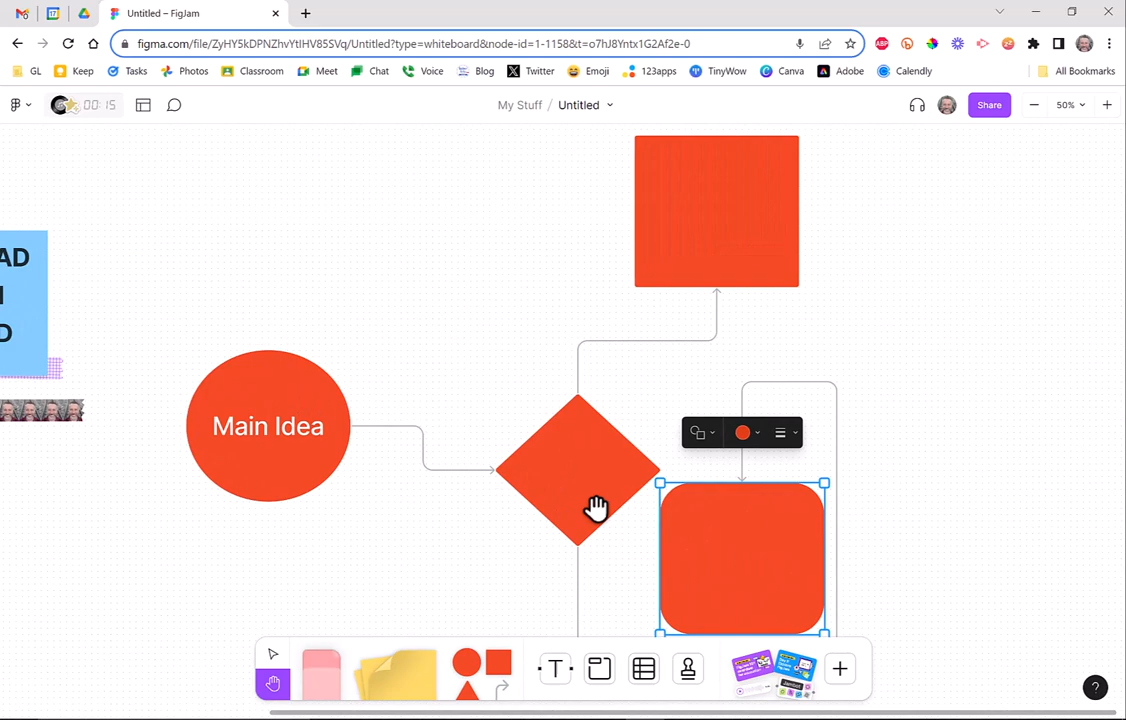 Untitled – FigJam
figma.com/file/ZyHY5kDPNZhvYtIHV85SVq/Untitled?type=whiteboard&node-id=1-1158&t=o7hJ8Yntx1G2Af2e-0
GL Keep Tasks Photos Classroom Meet Chat Voice Blog Twitter Emoji 123apps TinyWow Canva Adobe Calendly All Bookmarks
00:15 My Stuff / Untitled Share 50%
AD
D
Main Idea
T
?